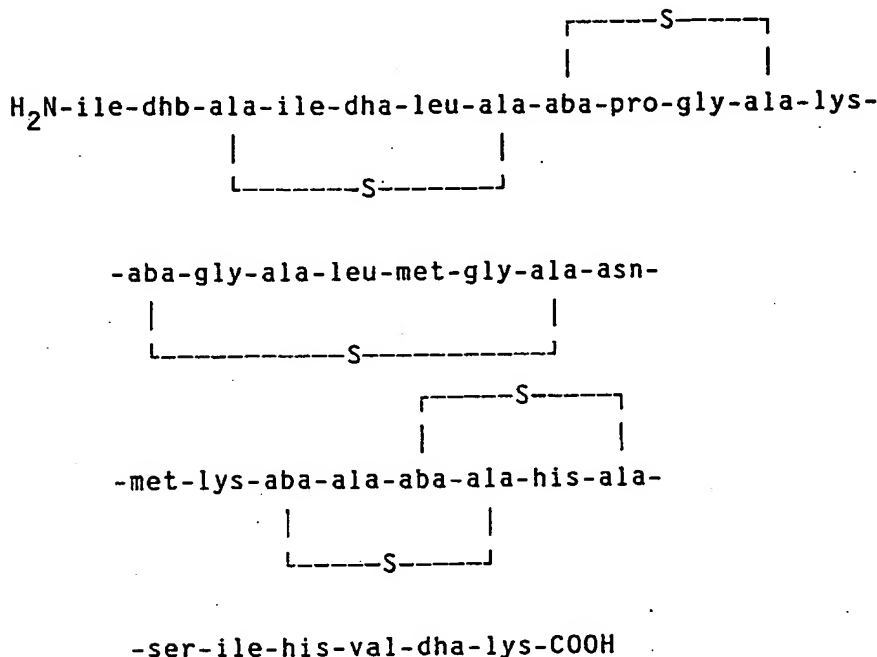 S
H₂N-ile-dhb-ala-ile-dha-leu-ala-aba-pro-gly-ala-lys-
S
-aba-gly-ala-leu-met-gly-ala-asn-
S
S
-met-lys-aba-ala-aba-ala-his-ala-
S
-ser-ile-his-val-dha-lys-COOH